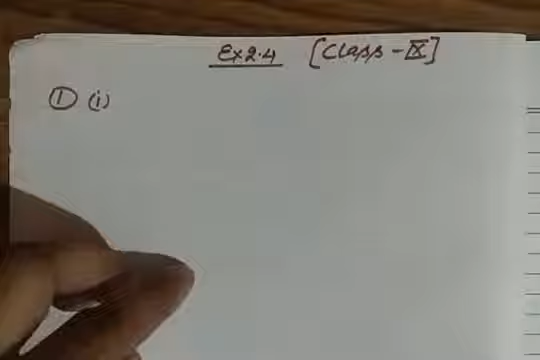 Ex 2.4 [Class - IX]
① (i)